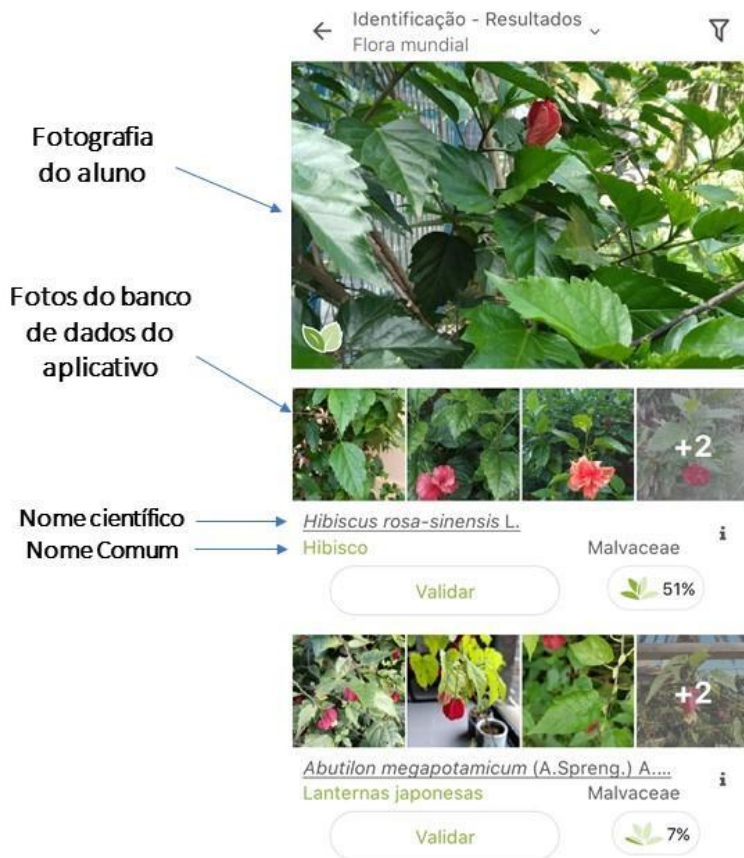 Identificação - Resultados
Flora mundial
Fotografia
do aluno
Fotos do banco
de dados do
aplicativo
+2
Nome científico
Hibiscus rosa-sinensis L.
Nome Comum
Hibisco
Malvaceae
i
Validar
51%
+2
Abutilon megapotamicum (A.Spreng.) A....
Lanternas japonesas
Malvaceae
i
Validar
7%